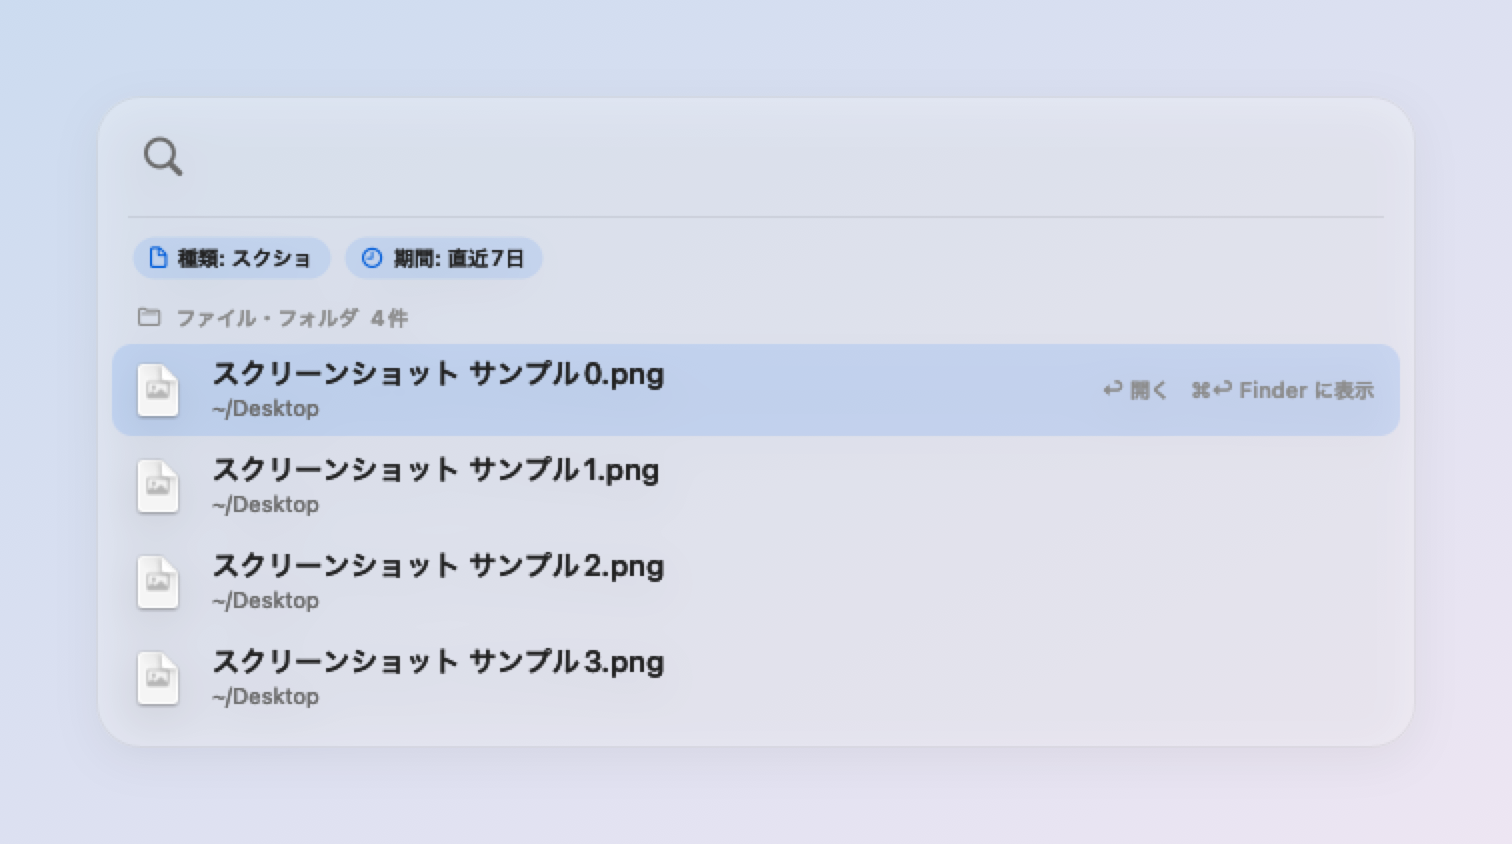 種類: スクショ 期間: 直近7日
ファイル・フォルダ 4件
スクリーンショット サンプル0.png
~/Desktop
↩ 開く ⌘↩ Finder に表示
スクリーンショット サンプル1.png
~/Desktop
スクリーンショット サンプル2.png
~/Desktop
スクリーンショット サンプル3.png
~/Desktop